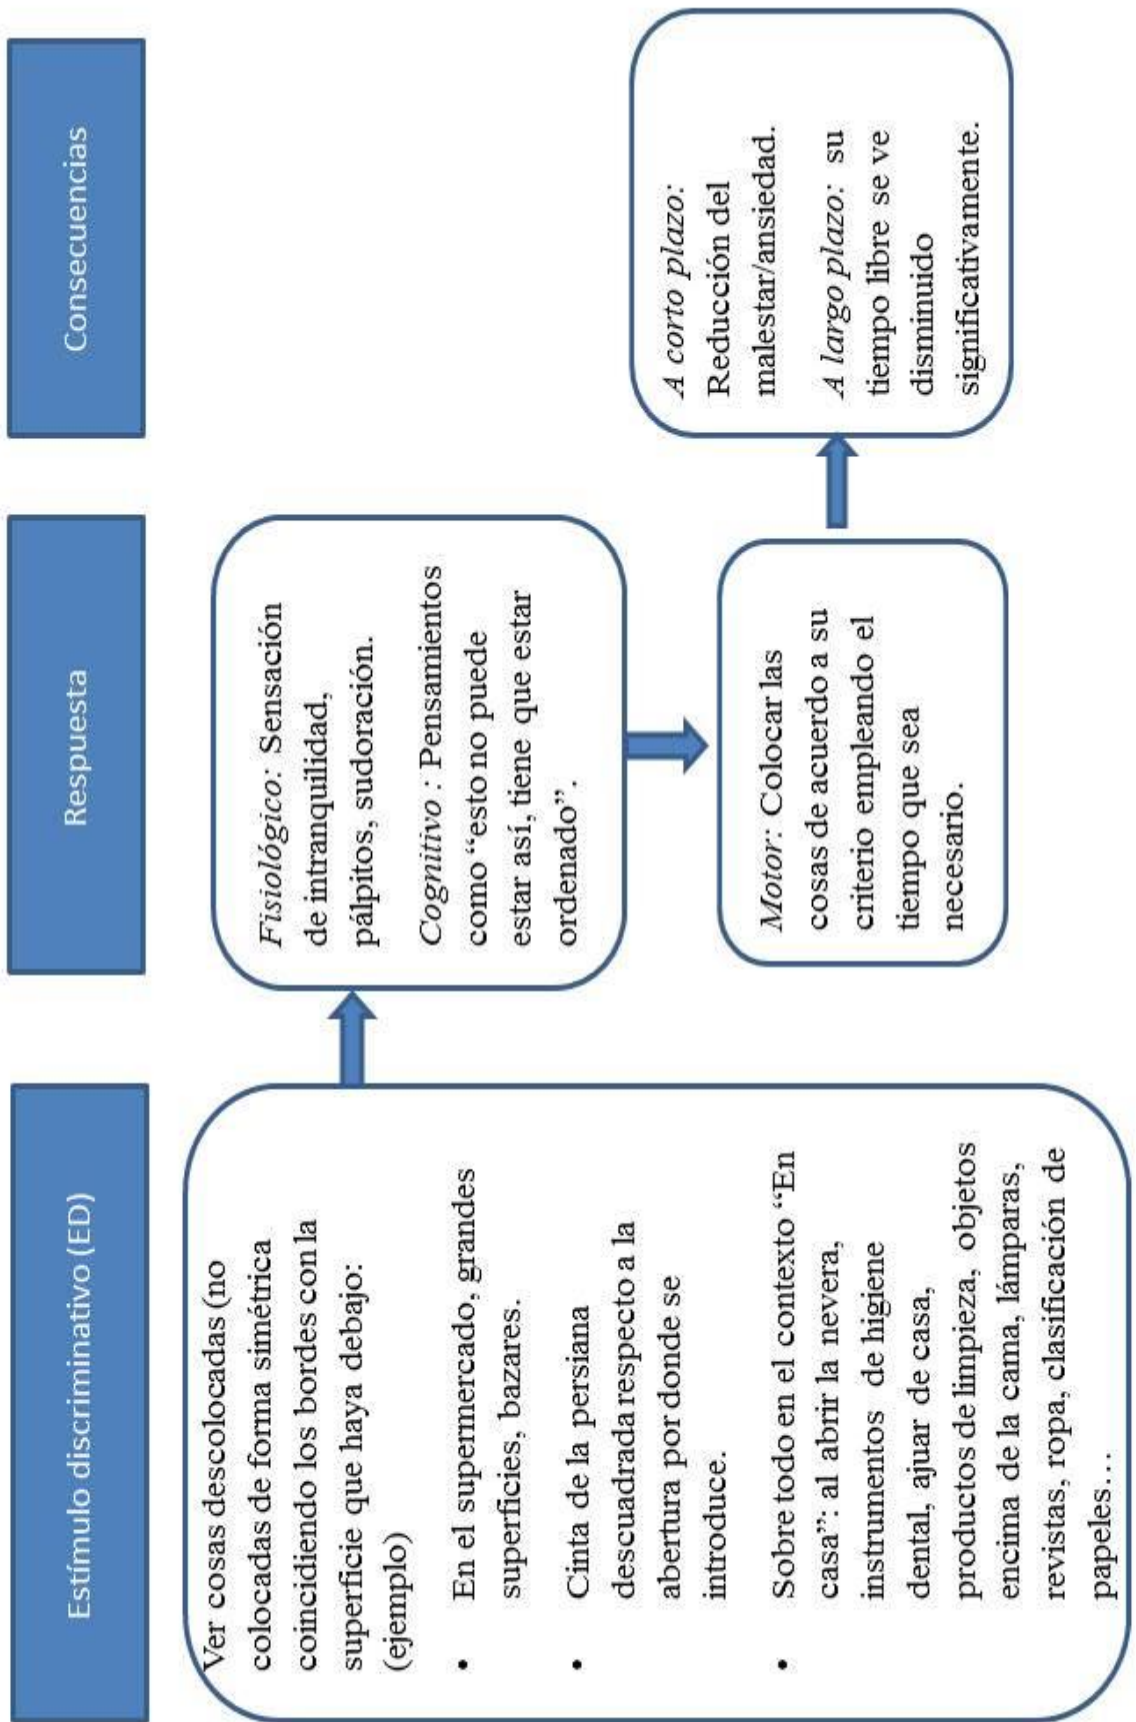 Estímulo discriminativo (ED)
Ver cosas descolocadas (no
colocadas de forma simétrica
coincidiendo los bordes con la
superficie que haya debajo:
(ejemplo)
• En el supermercado, grandes
superficies, bazares.
• Cinta de la persiana
descuadrada respecto a la
abertura por donde se
introduce.
• Sobre todo en el contexto “En
casa”: al abrir la nevera,
instrumentos de higiene
dental, ajuar de casa,
productos de limpieza, objetos
encima de la cama, lámparas,
revistas, ropa, clasificación de
papeles…
Respuesta
Fisiológico: Sensación
de intranquilidad,
pálpitos, sudoración.
Cognitivo : Pensamientos
como “esto no puede
estar así, tiene que estar
ordenado”.
Motor: Colocar las
cosas de acuerdo a su
criterio empleando el
tiempo que sea
necesario.
Consecuencias
A corto plazo:
Reducción del
malestar/ansiedad.
A largo plazo: su
tiempo libre se ve
disminuido
significativamente.